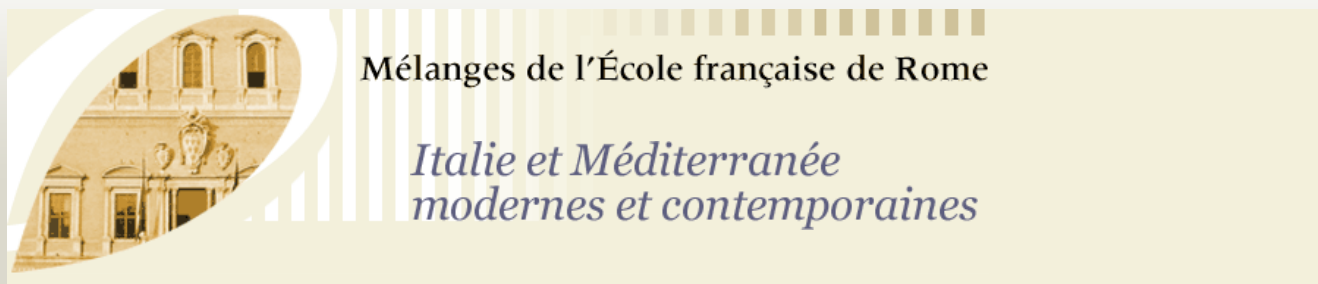 Mélanges de l’École française de Rome
Italie et Méditerranée
modernes et contemporaines